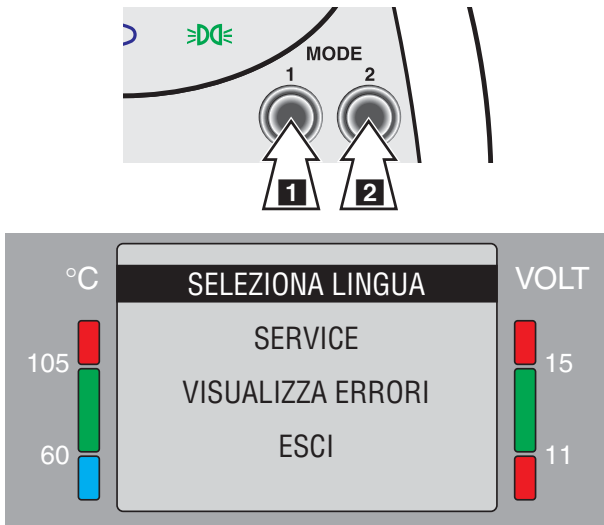 MODE
1 2
1 2
°C VOLT
SELEZIONA LINGUA
SERVICE
105 15
VISUALIZZA ERRORI
ESCI
60 11